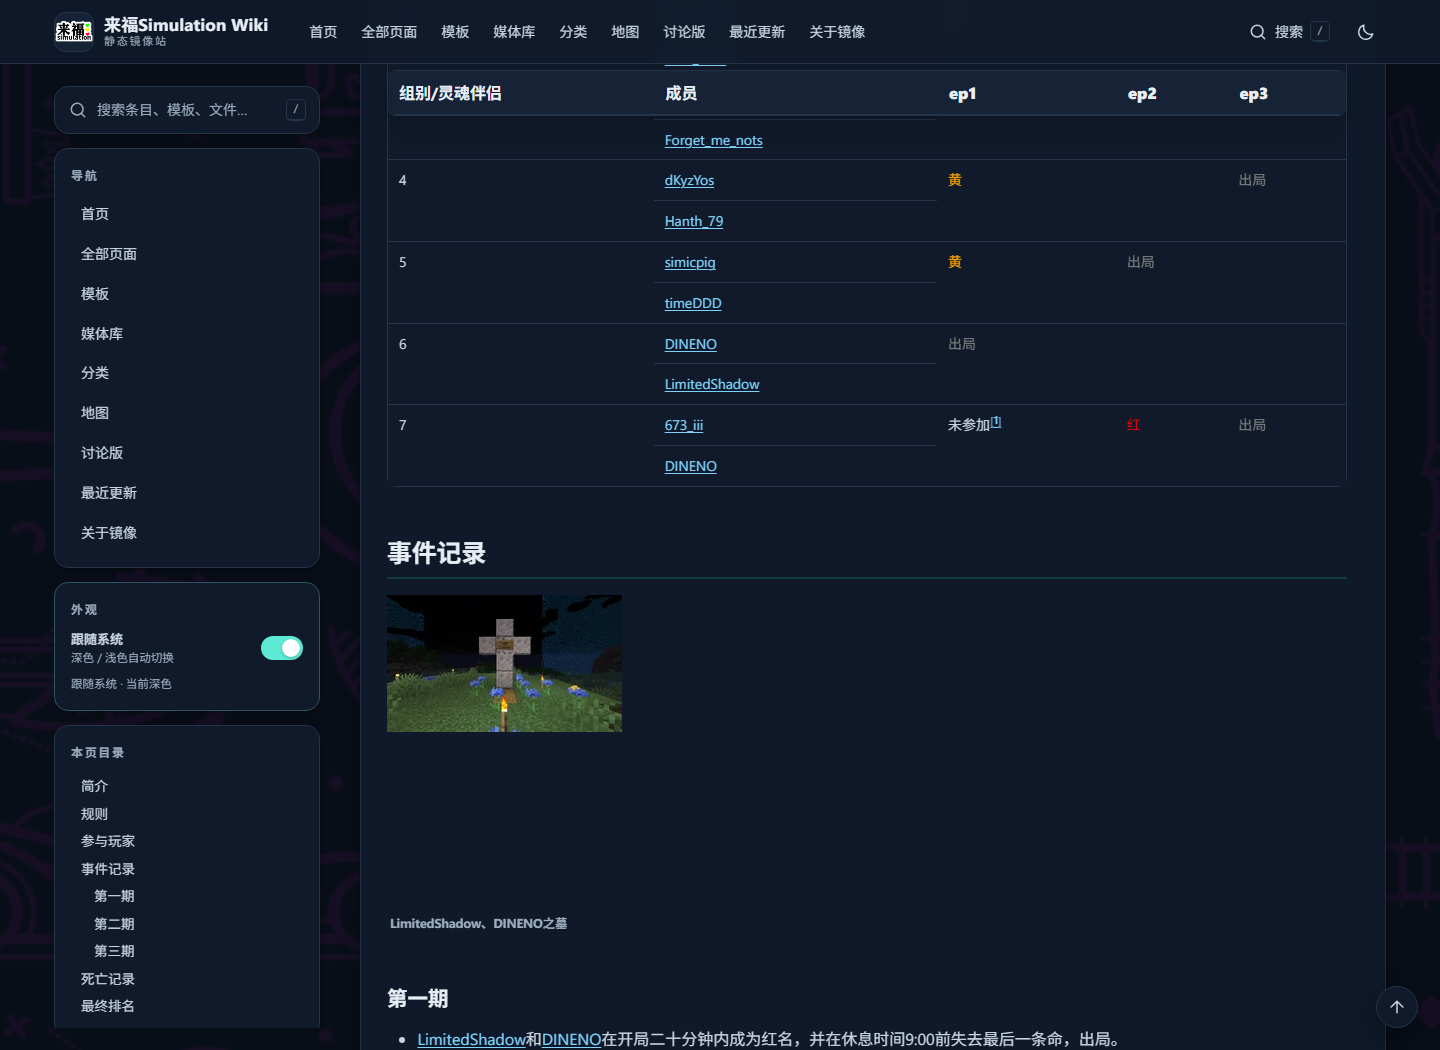 来福Simulation Wiki
静态镜像站
首页 全部页面 模板 媒体库 分类 地图 讨论版 最近更新 关于镜像
搜索 /
搜索条目、模板、文件... /
导航
首页
全部页面
模板
媒体库
分类
地图
讨论版
最近更新
关于镜像
外观
跟随系统
深色 / 浅色自动切换
跟随系统 · 当前深色
本页目录
简介
规则
参与玩家
事件记录
第一期
第二期
第三期
死亡记录
最终排名
组别/灵魂伴侣 成员 ep1 ep2 ep3
Forget_me_nots
4 dKyzYos 黄 出局
Hanth_79
5 simicpig 黄 出局
timeDDD
6 DINENO 出局
LimitedShadow
7 673_iii 未参加[1] 红 出局
DINENO
事件记录
LimitedShadow、DINENO之墓
第一期
LimitedShadow和DINENO在开局二十分钟内成为红名，并在休息时间9:00前失去最后一条命，出局。